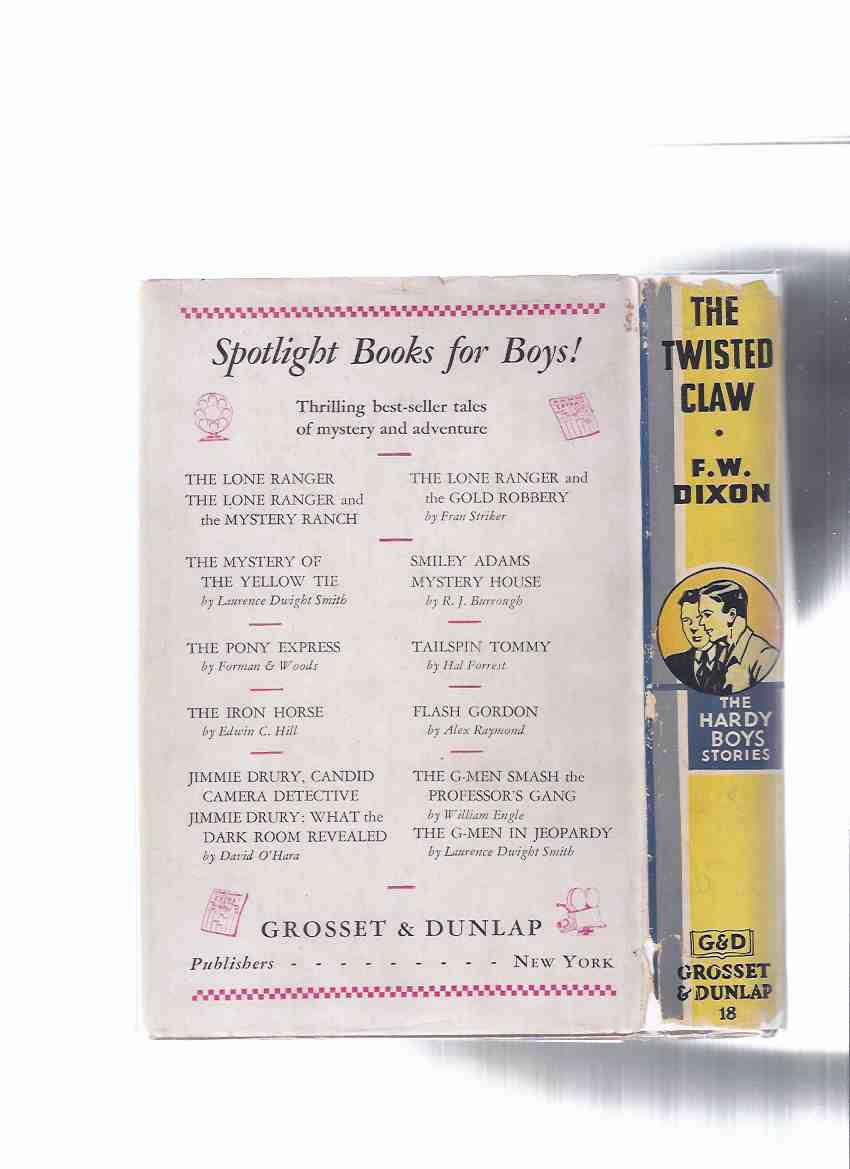 Spotlight Books for Boys!
Thrilling best-seller tales
of mystery and adventure
THE LONE RANGER
THE LONE RANGER and
the MYSTERY RANCH
THE LONE RANGER and
the GOLD ROBBERY
by Fran Striker
THE MYSTERY OF
THE YELLOW TIE
by Laurence Dwight Smith
SMILEY ADAMS
MYSTERY HOUSE
by R. J. Burrough
THE PONY EXPRESS
by Forman & Woods
TAILSPIN TOMMY
by Hal Forrest
THE IRON HORSE
by Edwin C. Hill
FLASH GORDON
by Alex Raymond
JIMMIE DRURY, CANDID
CAMERA DETECTIVE
JIMMIE DRURY: WHAT the
DARK ROOM REVEALED
by David O'Hara
THE G-MEN SMASH the
PROFESSOR'S GANG
by William Engle
THE G-MEN IN JEOPARDY
by Laurence Dwight Smith
EXTRA
GROSSET & DUNLAP
Publishers - - - - - - - - - NEW YORK
THE
TWISTED
CLAW
•
F.W.
DIXON
THE
HARDY
BOYS
STORIES
G&D
GROSSET
& DUNLAP
18